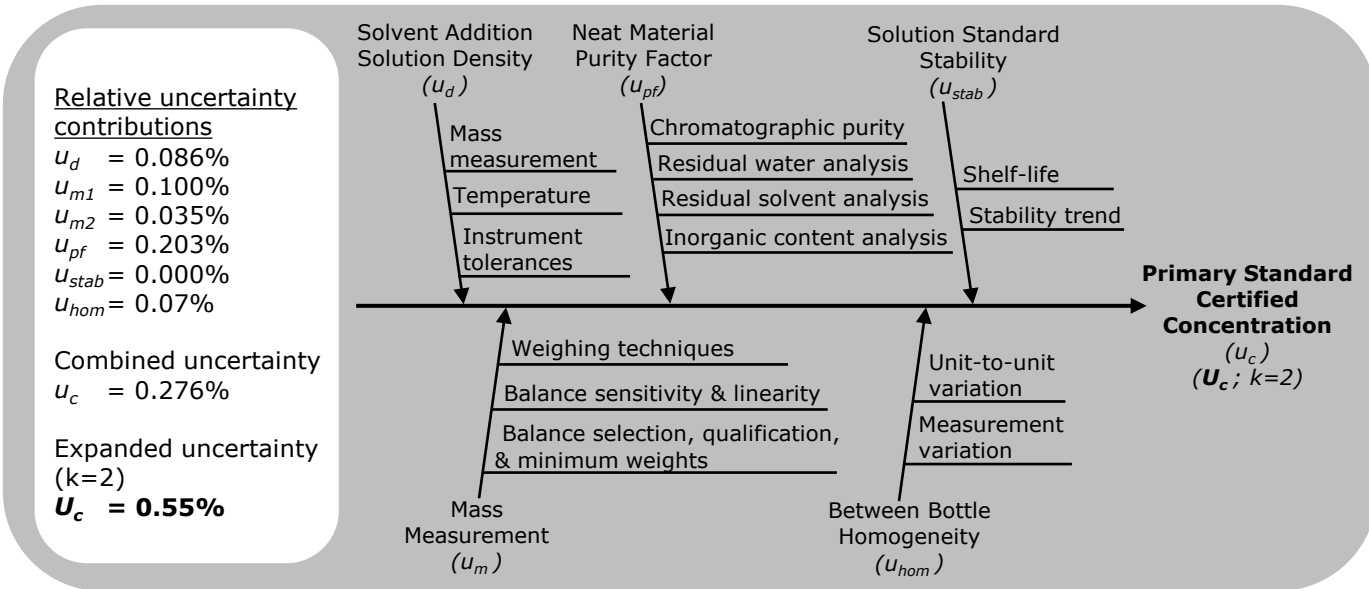 Relative uncertainty
contributions
u_d = 0.086%
u_m1 = 0.100%
u_m2 = 0.035%
u_pf = 0.203%
u_stab = 0.000%
u_hom = 0.07%
Combined uncertainty
u_c = 0.276%
Expanded uncertainty
(k=2)
U_c = 0.55%
Solvent Addition
Solution Density
(u_d)
Mass
measurement
Temperature
Instrument
tolerances
Neat Material
Purity Factor
(u_pf)
Chromatographic purity
Residual water analysis
Residual solvent analysis
Inorganic content analysis
Solution Standard
Stability
(u_stab)
Shelf-life
Stability trend
Weighing techniques
Balance sensitivity & linearity
Balance selection, qualification,
& minimum weights
Mass
Measurement
(u_m)
Unit-to-unit
variation
Measurement
variation
Between Bottle
Homogeneity
(u_hom)
Primary Standard
Certified
Concentration
(u_c)
(U_c; k=2)